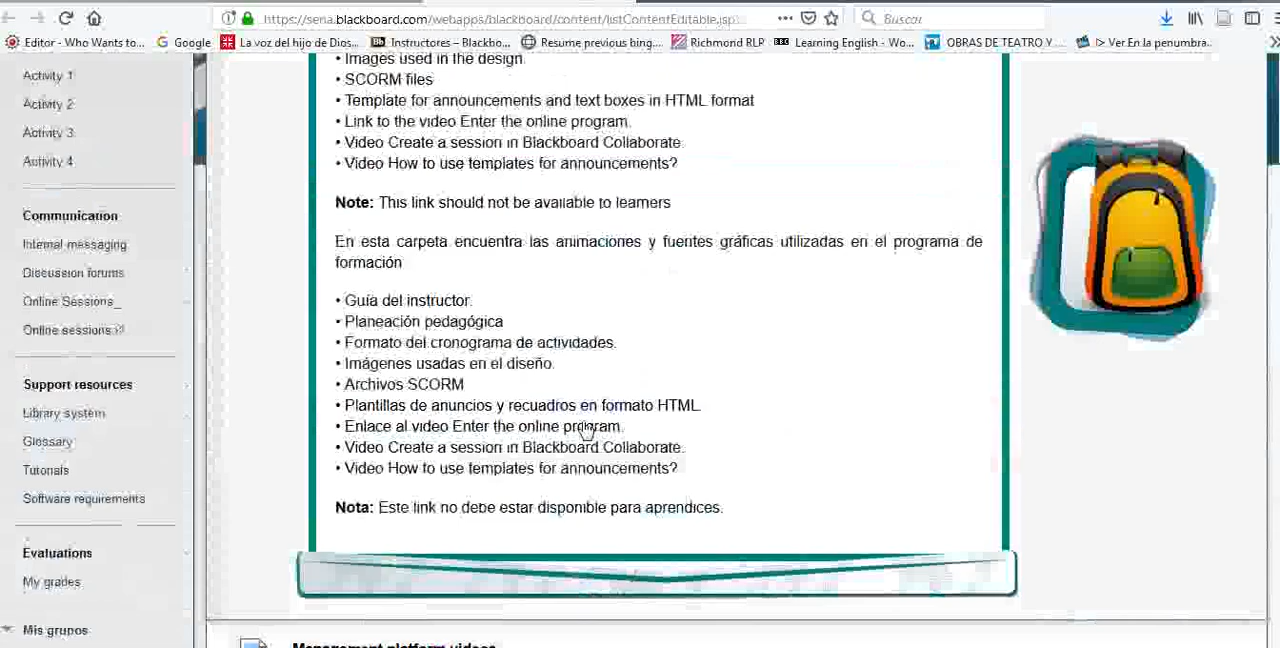 https://sena.blackboard.com/webapps/blackboard/content/listContentEditable.jsp
Buscar
Editor - Who Wants to...
Google
La voz del hijo de Dios...
Bb Instructores – Blackbo...
Resume previous bing...
Richmond RLP
BBC Learning English - Wo...
OBRAS DE TEATRO Y ...
▷ Ver En la penumbra...
Activity 1
Activity 2
Activity 3
Activity 4
Communication
Internal messaging
Discussion forums
Online Sessions_
Online sessions
Support resources
Library system
Glossary
Tutorials
Software requirements
Evaluations
My grades
Mis grupos
• Images used in the design.
• SCORM files
• Template for announcements and text boxes in HTML format
• Link to the video Enter the online program.
• Video Create a session in Blackboard Collaborate.
• Video How to use templates for announcements?
Note: This link should not be available to learners
En esta carpeta encuentra las animaciones y fuentes gráficas utilizadas en el programa de
formación
• Guía del instructor.
• Planeación pedagógica
• Formato del cronograma de actividades.
• Imágenes usadas en el diseño.
• Archivos SCORM
• Plantillas de anuncios y recuadros en formato HTML.
• Enlace al video Enter the online program.
• Video Create a session in Blackboard Collaborate.
• Video How to use templates for announcements?
Nota: Este link no debe estar disponible para aprendices.
Management platform videos